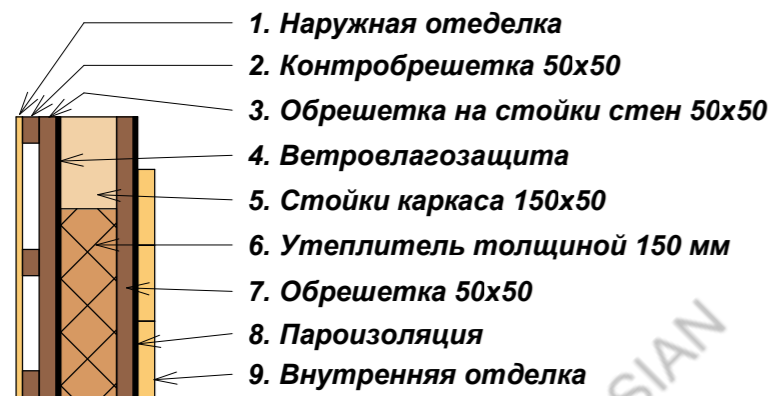 1. Наружная отеделка
2. Контробрешетка 50х50
3. Обрешетка на стойки стен 50х50
4. Ветровлагозащита
5. Стойки каркаса 150х50
6. Утеплитель толщиной 150 мм
7. Обрешетка 50х50
8. Пароизоляция
9. Внутренняя отделка
SIAN